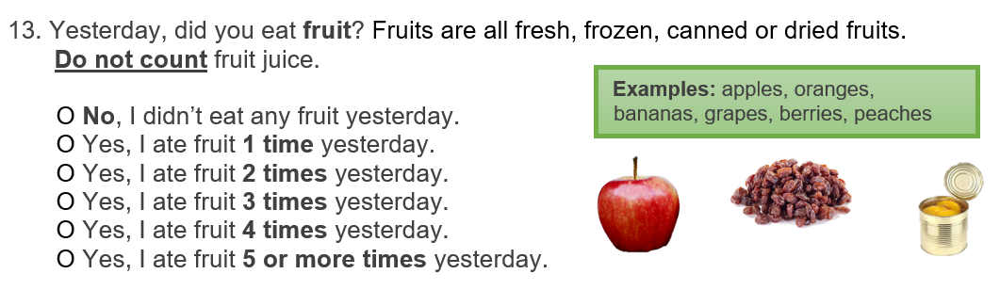 13. Yesterday, did you eat fruit? Fruits are all fresh, frozen, canned or dried fruits.
Do not count fruit juice.
Examples: apples, oranges,
bananas, grapes, berries, peaches
O No, I didn’t eat any fruit yesterday.
O Yes, I ate fruit 1 time yesterday.
O Yes, I ate fruit 2 times yesterday.
O Yes, I ate fruit 3 times yesterday.
O Yes, I ate fruit 4 times yesterday.
O Yes, I ate fruit 5 or more times yesterday.